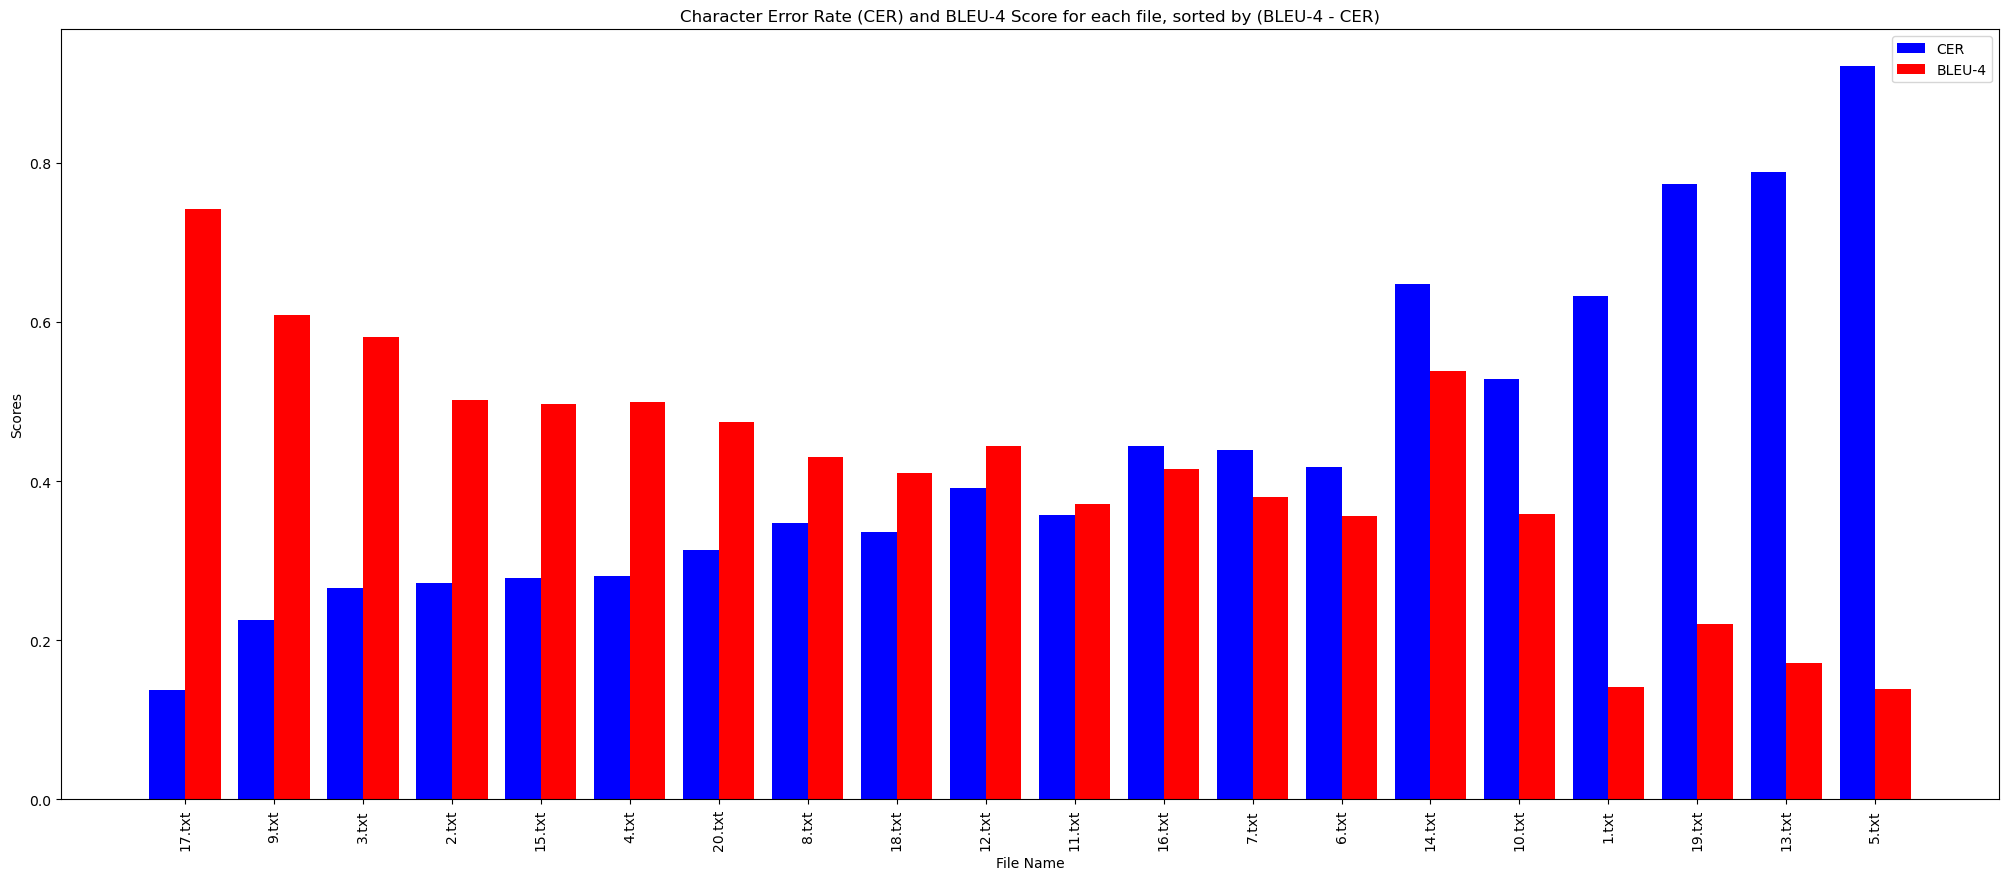 Character Error Rate (CER) and BLEU-4 Score for each file, sorted by (BLEU-4 - CER)
CER
BLEU-4
Scores
0.8
0.6
0.4
0.2
0.0
17.txt
9.txt
3.txt
2.txt
15.txt
4.txt
20.txt
8.txt
18.txt
12.txt
11.txt
16.txt
7.txt
6.txt
14.txt
10.txt
1.txt
19.txt
13.txt
5.txt
File Name